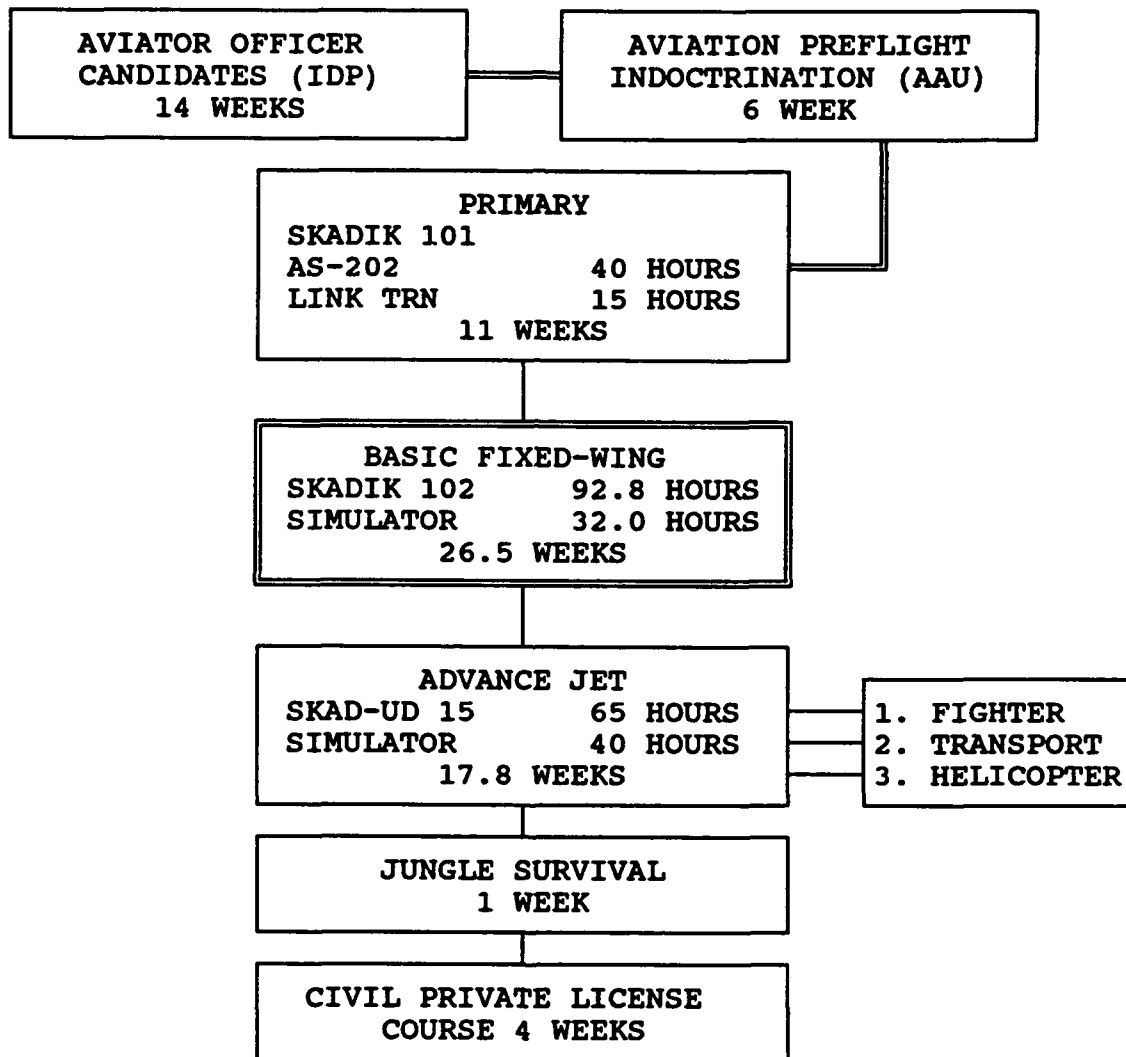 AVIATOR OFFICER
CANDIDATES (IDP)
14 WEEKS
AVIATION PREFLIGHT
INDOCTRINATION (AAU)
6 WEEK
PRIMARY
SKADIK 101
AS-202 40 HOURS
LINK TRN 15 HOURS
11 WEEKS
BASIC FIXED-WING
SKADIK 102 92.8 HOURS
SIMULATOR 32.0 HOURS
26.5 WEEKS
ADVANCE JET
SKAD-UD 15 65 HOURS
SIMULATOR 40 HOURS
17.8 WEEKS
1. FIGHTER
2. TRANSPORT
3. HELICOPTER
JUNGLE SURVIVAL
1 WEEK
CIVIL PRIVATE LICENSE
COURSE 4 WEEKS